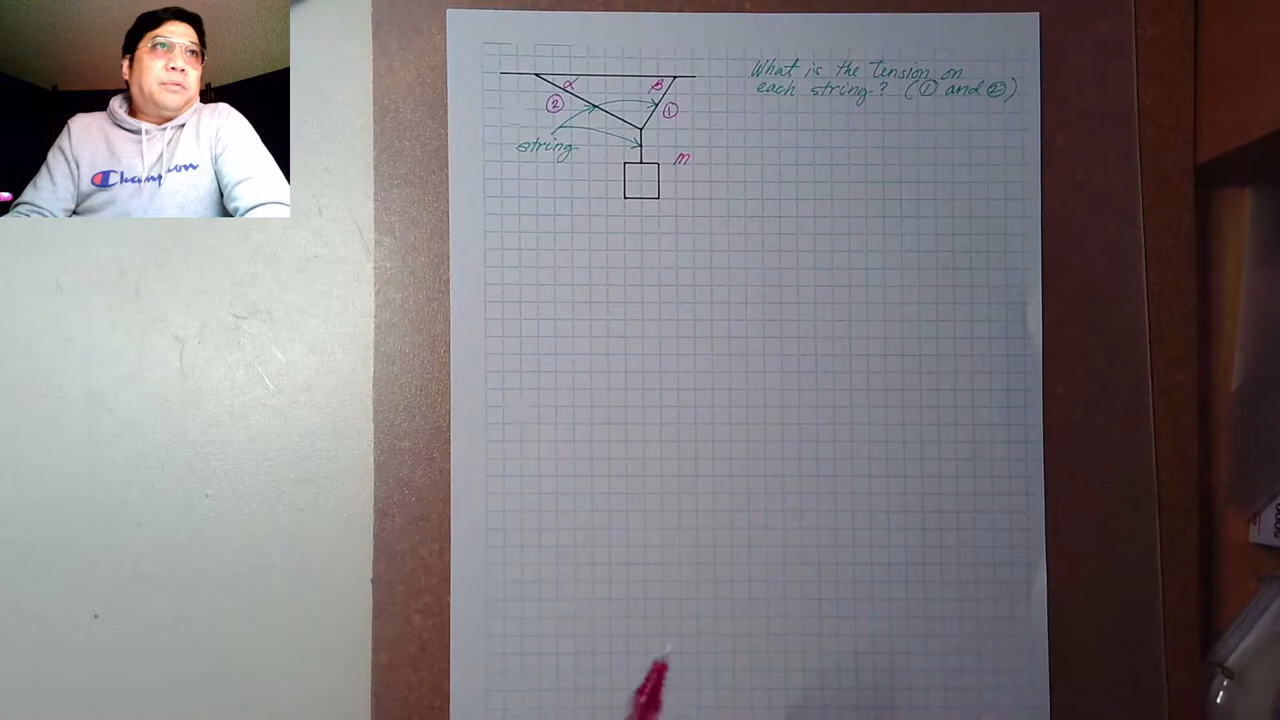 What is the tension on
each string? (① and ②)
α
β
②
①
string
m
Champion